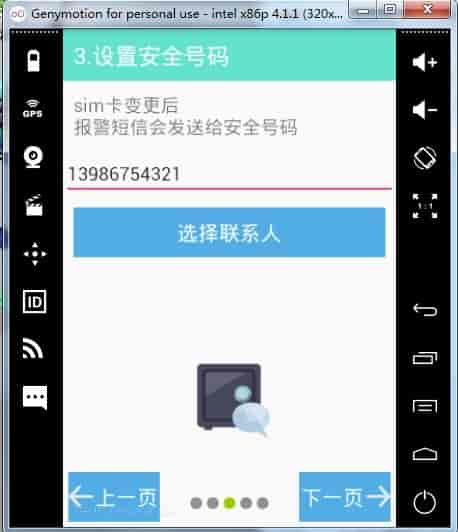 Genymotion for personal use - intel x86p 4.1.1 (320x...
3.设置安全号码
sim卡变更后
报警短信会发送给安全号码
13986754321
选择联系人
上一页
下一页
GPS
1:1
ID